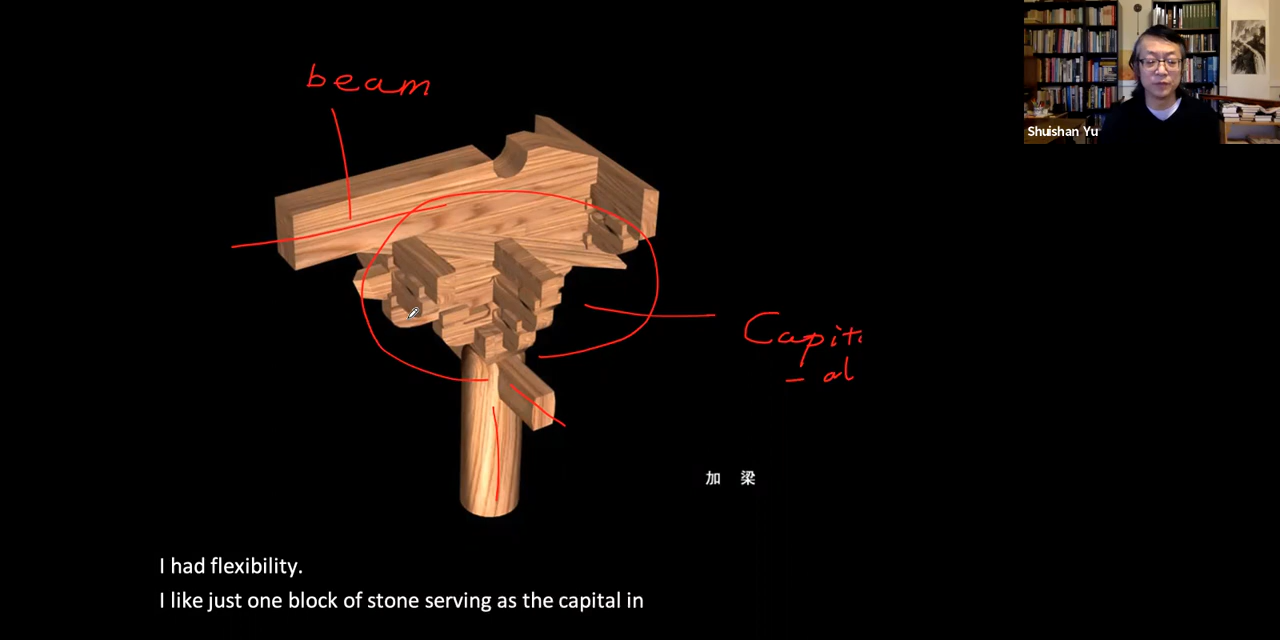 beam
Shuishan Yu
Capit
- al
加 梁
I had flexibility.
I like just one block of stone serving as the capital in